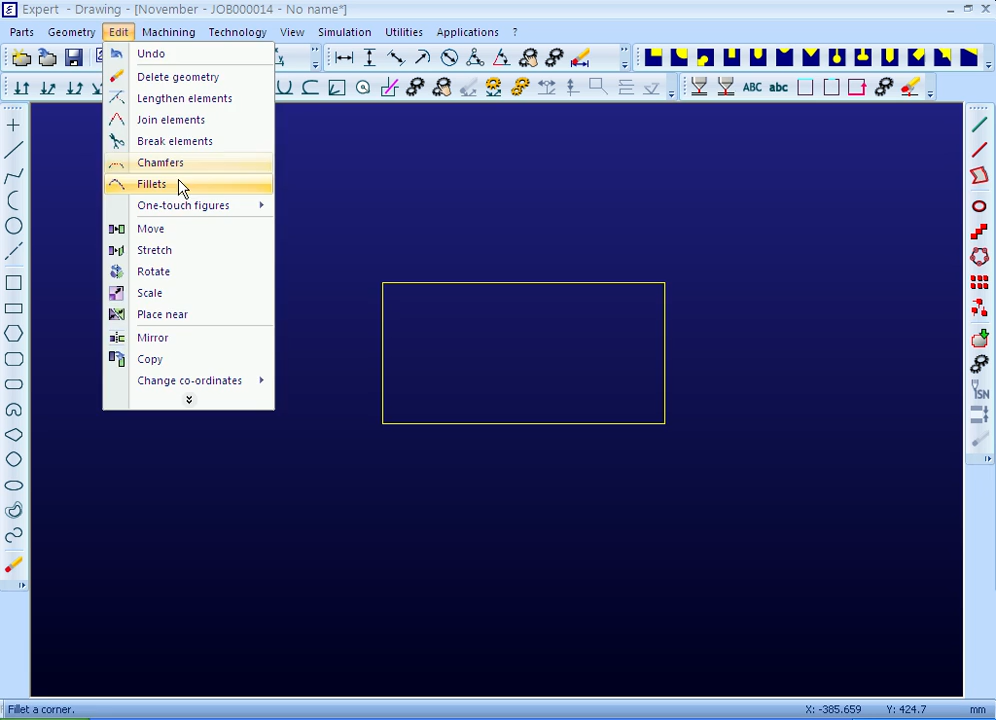 Expert - Drawing - [November - JOB000014 - No name*]
Parts Geometry Edit Machining Technology View Simulation Utilities Applications ?
ABC abc
Undo
Delete geometry
Lengthen elements
Join elements
Break elements
Chamfers
Fillets
One-touch figures
Move
Stretch
Rotate
Scale
Place near
Mirror
Copy
Change co-ordinates
ISN
Fillet a corner. X: -385.659 Y: 424.7 mm